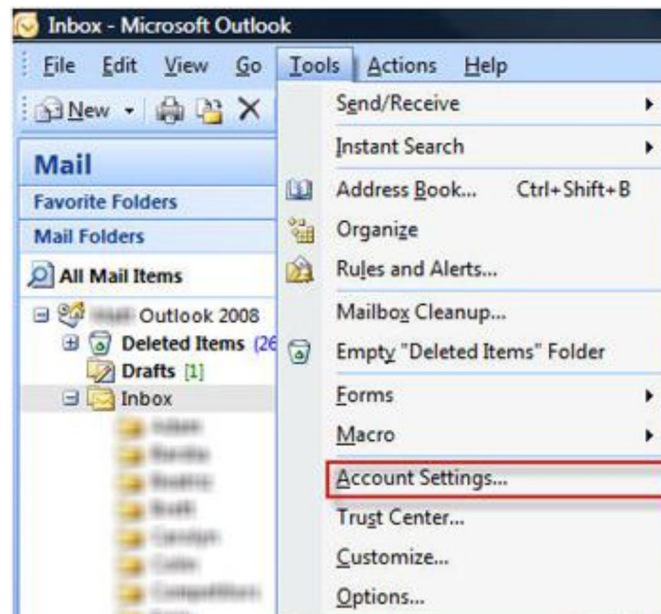 Inbox - Microsoft Outlook
File Edit View Go Tools Actions Help
New
Send/Receive
Instant Search
Address Book... Ctrl+Shift+B
Organize
Rules and Alerts...
Mailbox Cleanup...
Empty "Deleted Items" Folder
Forms
Macro
Account Settings...
Trust Center...
Customize...
Options...
Mail
Favorite Folders
Mail Folders
All Mail Items
Outlook 2008
Deleted Items (26
Drafts [1]
Inbox